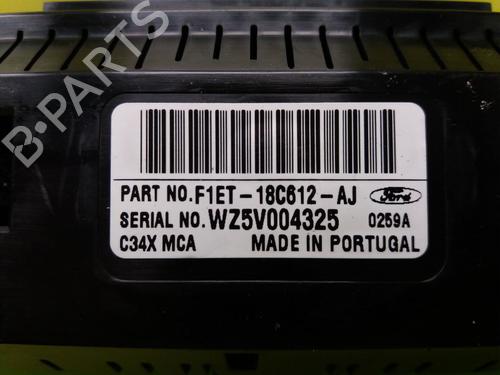 B-PARTS
PART NO.F1ET-18C612-AJ Ford
SERIAL NO.WZ5V004325 0259A
C34X MCA MADE IN PORTUGAL